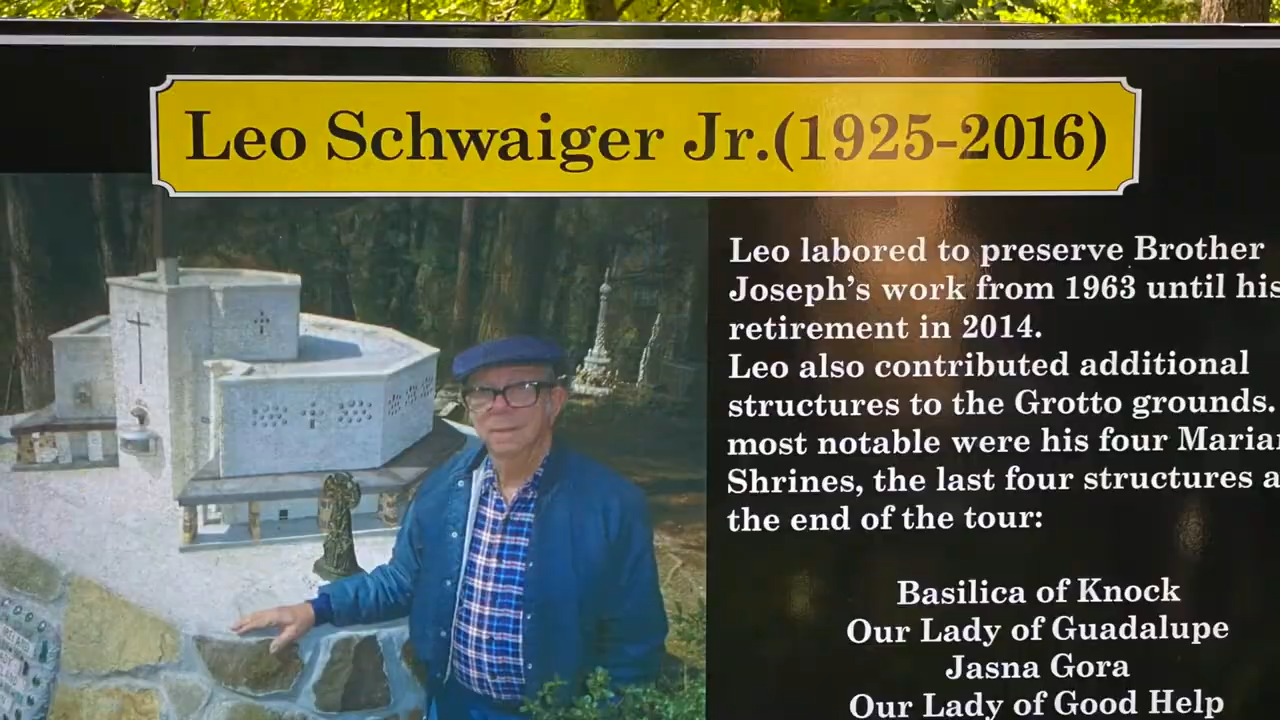 Leo Schwaiger Jr.(1925-2016)
Leo labored to preserve Brother
Joseph's work from 1963 until his
retirement in 2014.
Leo also contributed additional
structures to the Grotto grounds.
most notable were his four Marian
Shrines, the last four structures a
the end of the tour:
Basilica of Knock
Our Lady of Guadalupe
Jasna Gora
Our Lady of Good Help